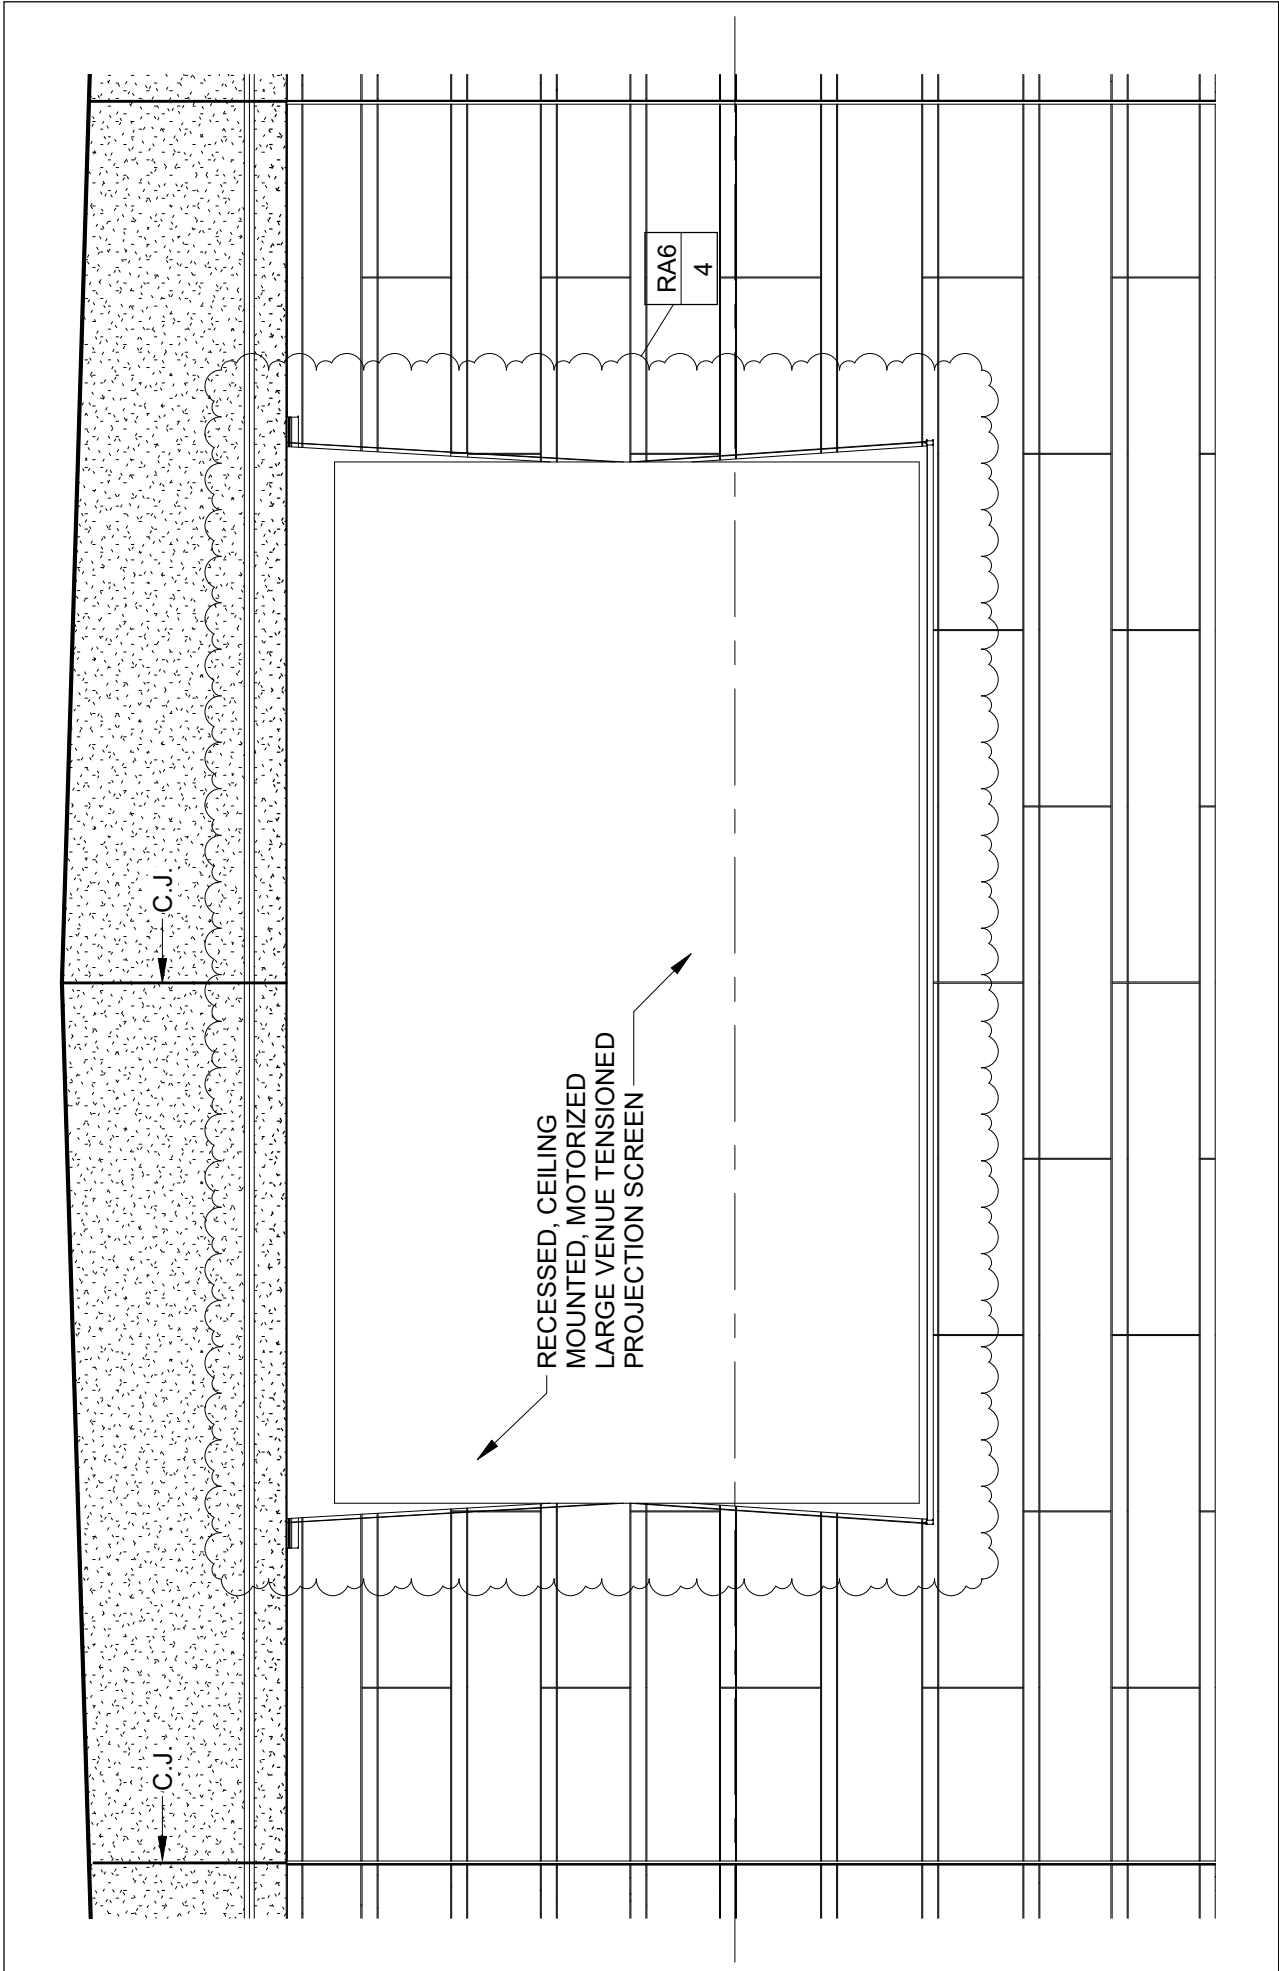 C.J.
C.J.
RECESSED, CEILING
MOUNTED, MOTORIZED
LARGE VENUE TENSIONED
PROJECTION SCREEN
RA6
4